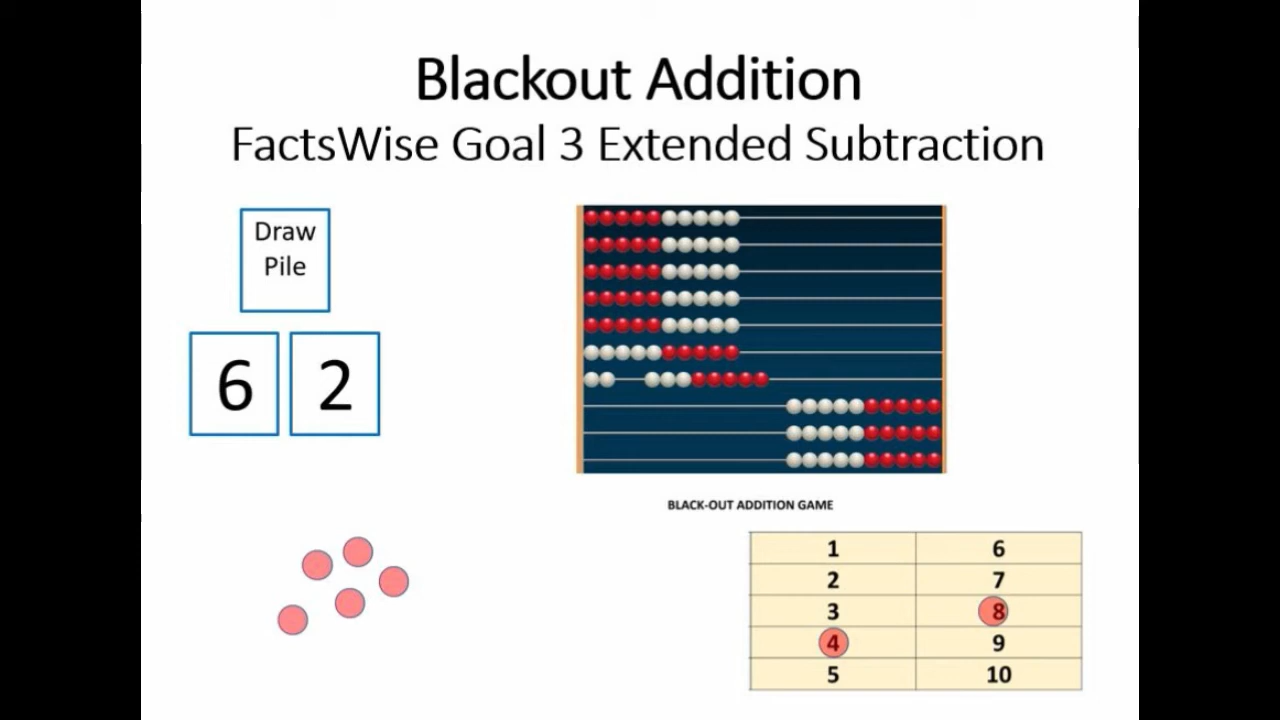 Blackout Addition
FactsWise Goal 3 Extended Subtraction
Draw
Pile
6 2
BLACK-OUT ADDITION GAME
1 6
2 7
3 8
4 9
5 10